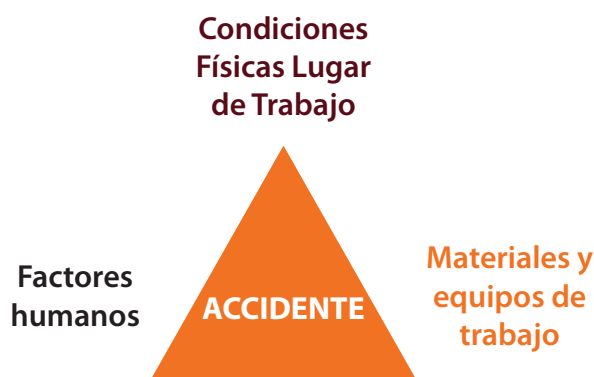 Condiciones
Físicas Lugar
de Trabajo
Factores
humanos
ACCIDENTE
Materiales y
equipos de
trabajo